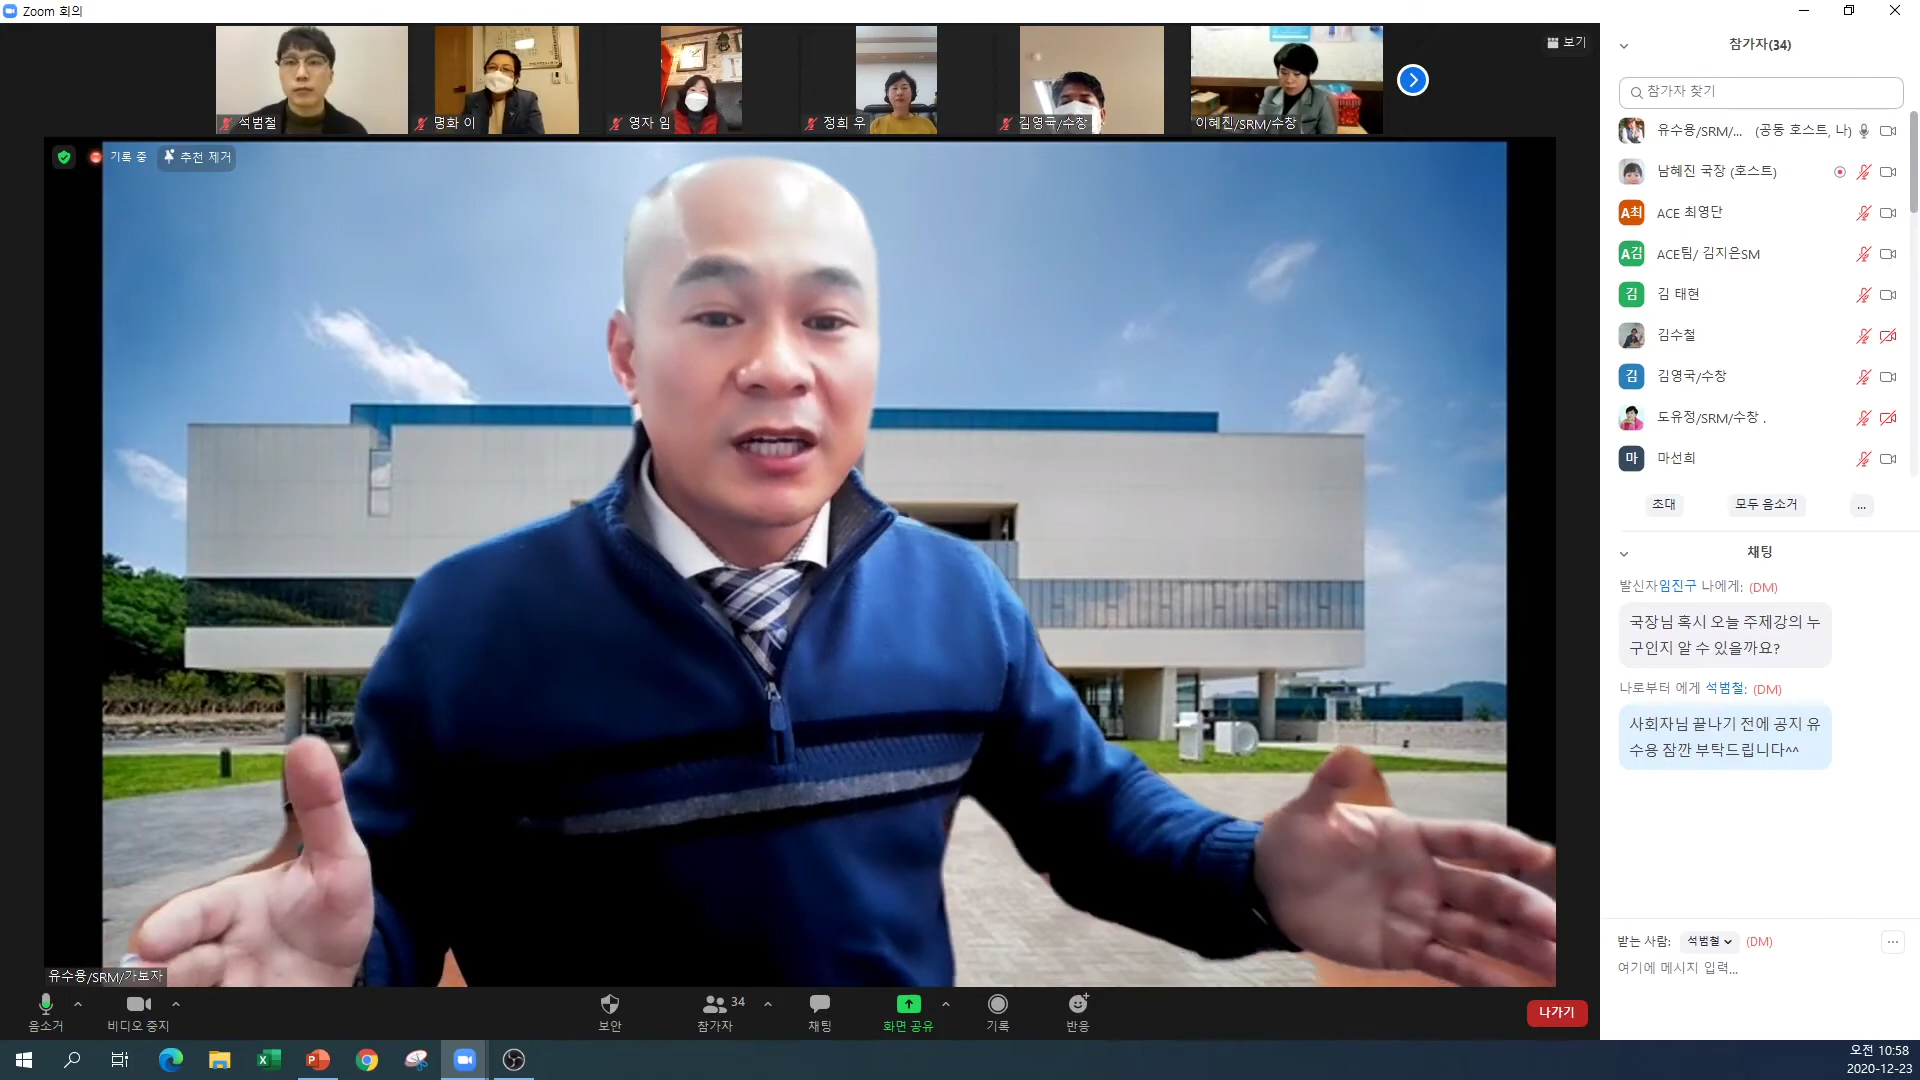 Zoom 회의
석범철
명화 이
영자 임
정희 우
김영국/수창
이혜진/SRM/수창
보기
기록 중
추천 제거
유수용/SRM/가보자
참가자(34)
참가자 찾기
유수용/SRM/... (공동 호스트, 나)
남혜진 국장 (호스트)
A최 ACE 최영단
A김 ACE팀/ 김지은SM
김 김 태현
김수철
김 김영국/수창
도유정/SRM/수창 .
마 마선희
초대 모두 음소거 ...
채팅
발신자임진구 나에게: (DM)
국장님 혹시 오늘 주제강의 누
구인지 알 수 있을까요?
나로부터 에게 석범철: (DM)
사회자님 끝나기 전에 공지 유
수용 잠깐 부탁드립니다^^
받는 사람: 석범철 (DM)
여기에 메시지 입력...
음소거 비디오 중지 보안 참가자 34 채팅 화면 공유 기록 반응 나가기
오전 10:58
2020-12-23